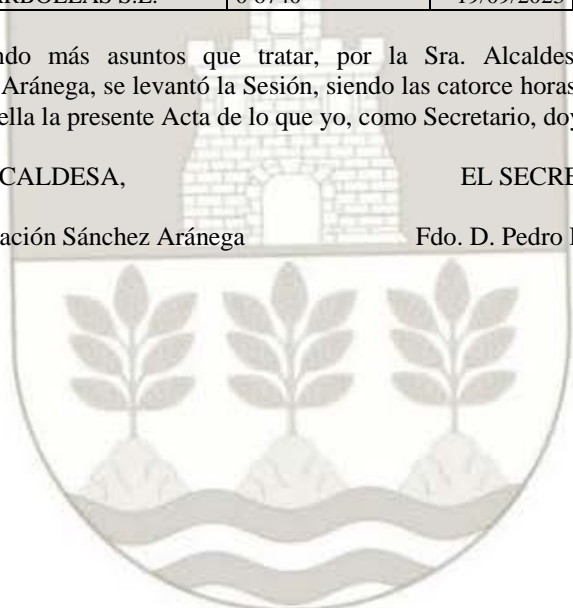 S.L. 19/09/2023
ndo más asuntos que tratar, por la Sra. Alcaldes
Aránega, se levantó la Sesión, siendo las catorce horas
ella la presente Acta de lo que yo, como Secretario, doy
CALDESA, EL SECRE
ación Sánchez Aránega Fdo. D. Pedro